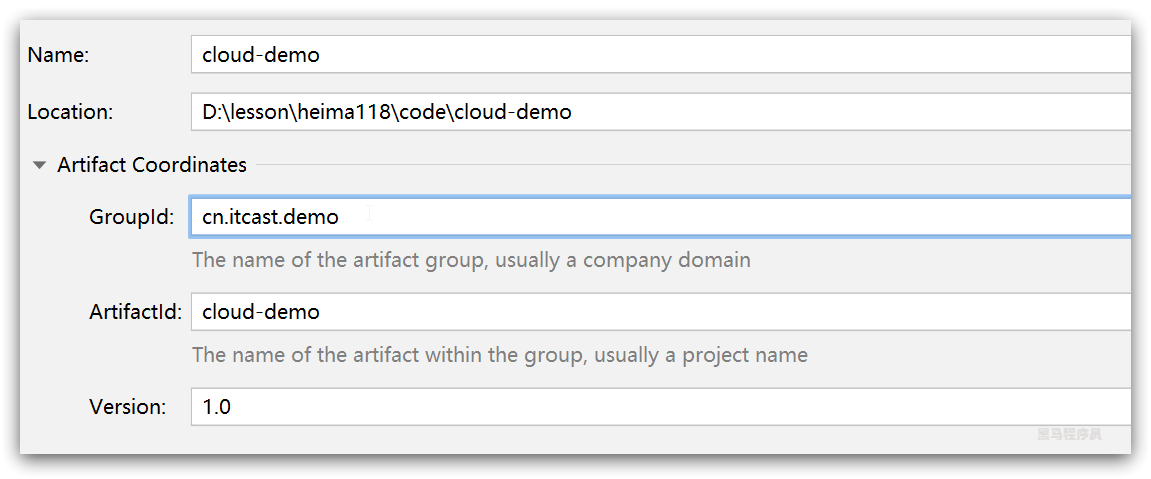 Name: cloud-demo
Location: D:\lesson\heima118\code\cloud-demo
Artifact Coordinates
GroupId: cn.itcast.demo
The name of the artifact group, usually a company domain
ArtifactId: cloud-demo
The name of the artifact within the group, usually a project name
Version: 1.0
黑马程序员